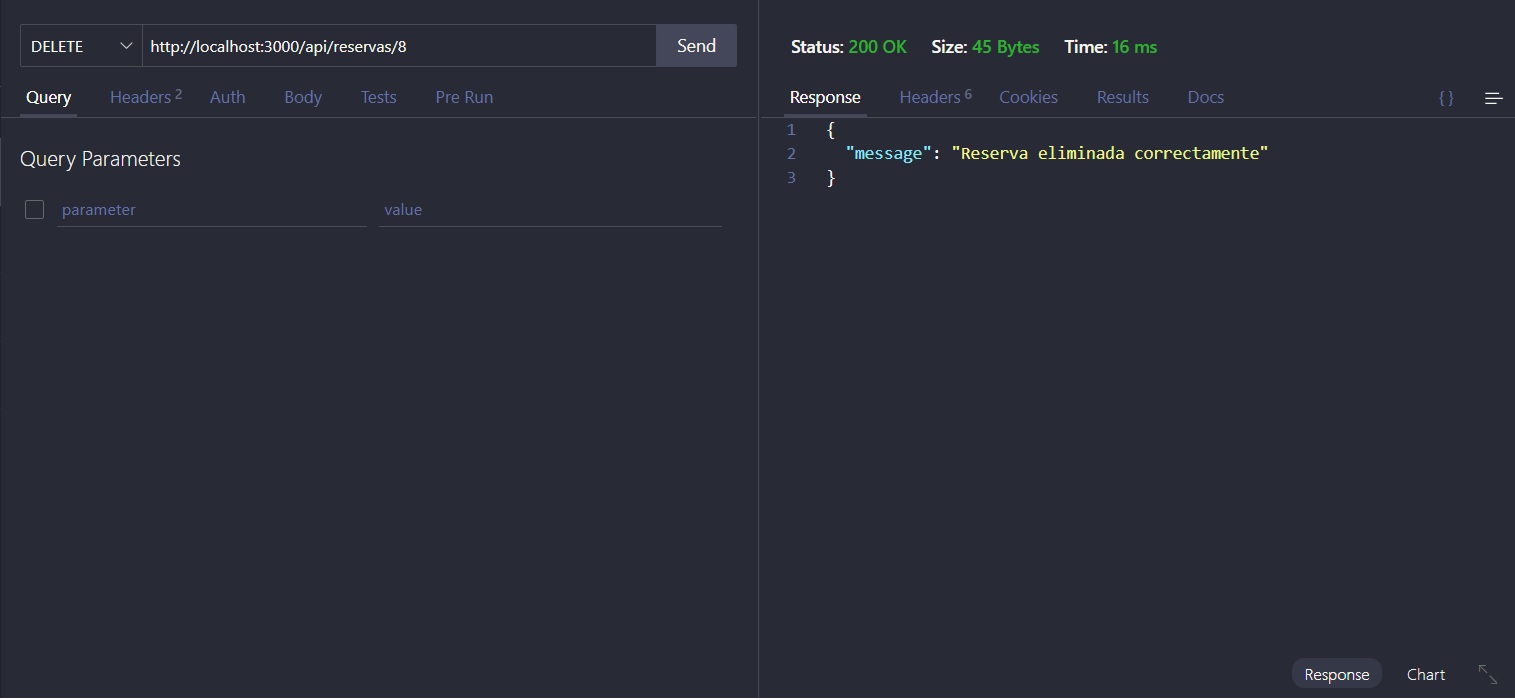 DELETE http://localhost:3000/api/reservas/8 Send
Query Headers 2 Auth Body Tests Pre Run
Query Parameters
parameter value
Status: 200 OK Size: 45 Bytes Time: 16 ms
Response Headers 6 Cookies Results Docs {}
1 {
2 "message": "Reserva eliminada correctamente"
3 }
Response Chart